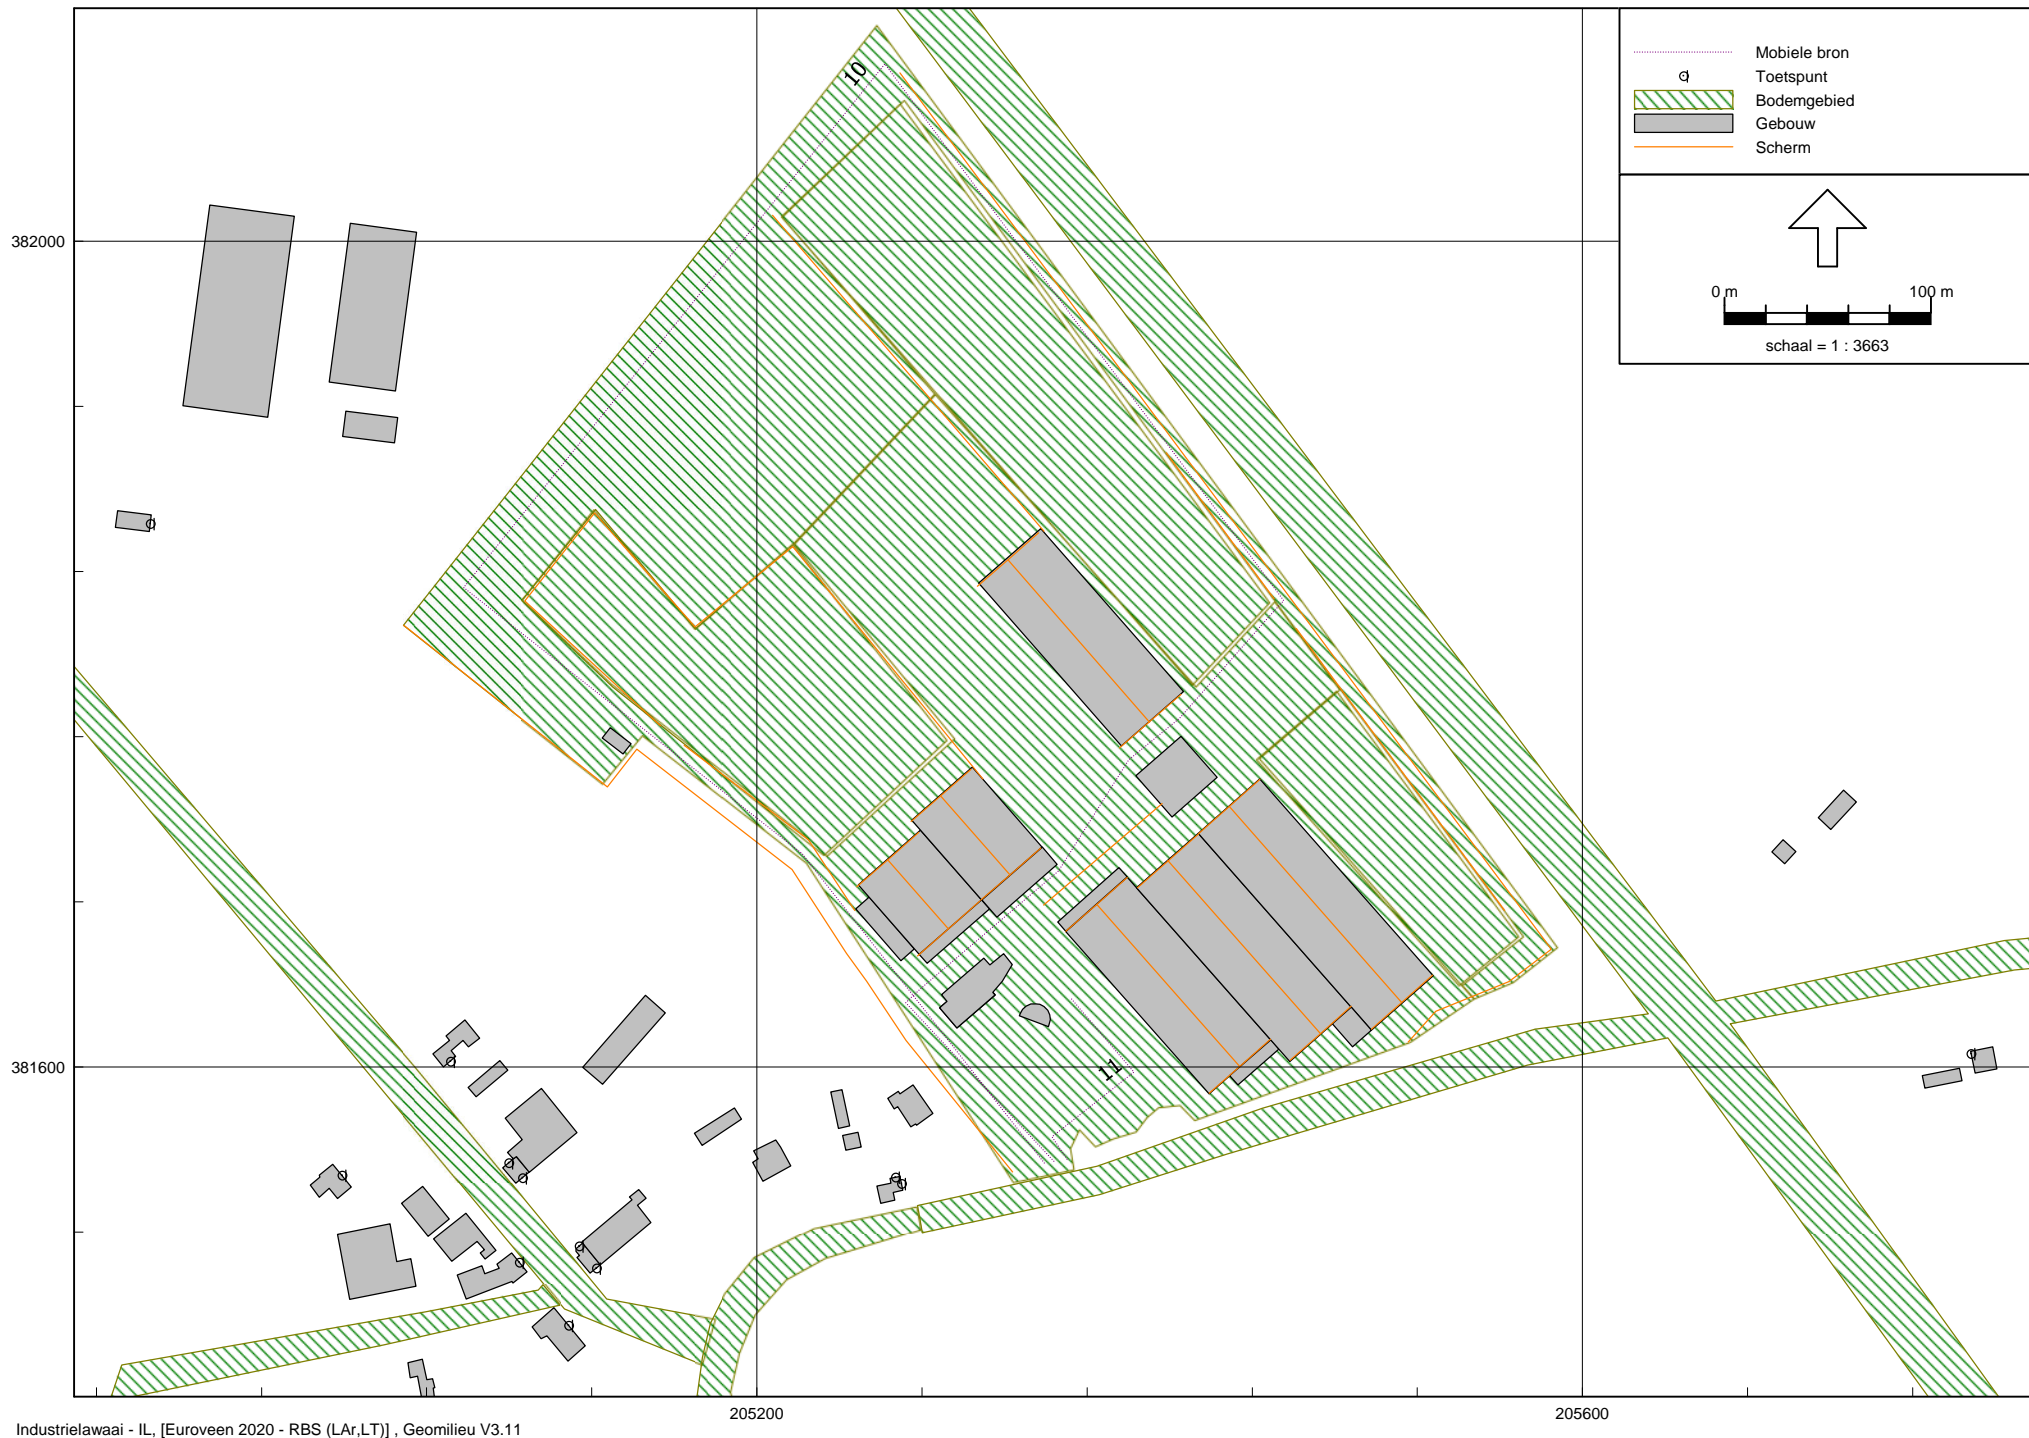 Mobiele bron
Toetspunt
Bodemgebied
Gebouw
Scherm
0 m 100 m
schaal = 1 : 3663
10
382000
11
381600
205200 205600
Industrielawaai - IL, [Euroveen 2020 - RBS (LAr,LT)] , Geomilieu V3.11